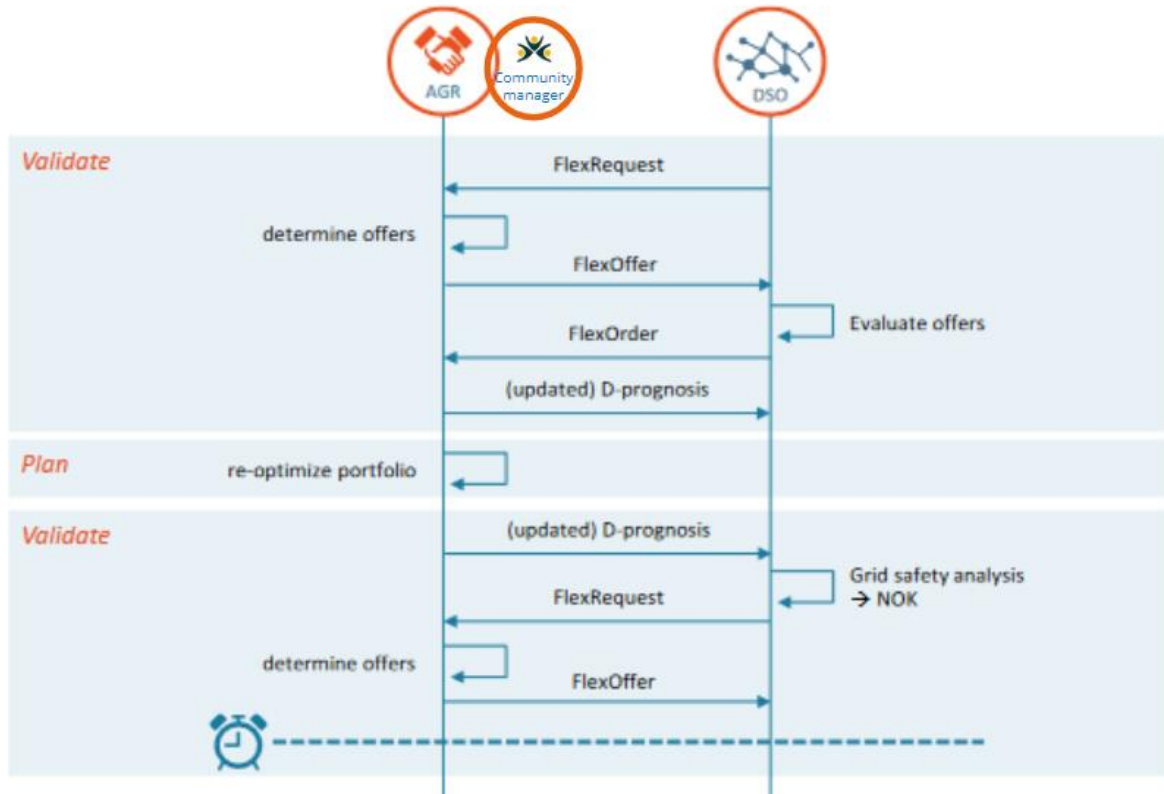 AGR
Community
manager
DSO
Validate
FlexRequest
determine offers
FlexOffer
Evaluate offers
FlexOrder
(updated) D-prognosis
Plan
re-optimize portfolio
Validate
(updated) D-prognosis
Grid safety analysis
→ NOK
FlexRequest
determine offers
FlexOffer